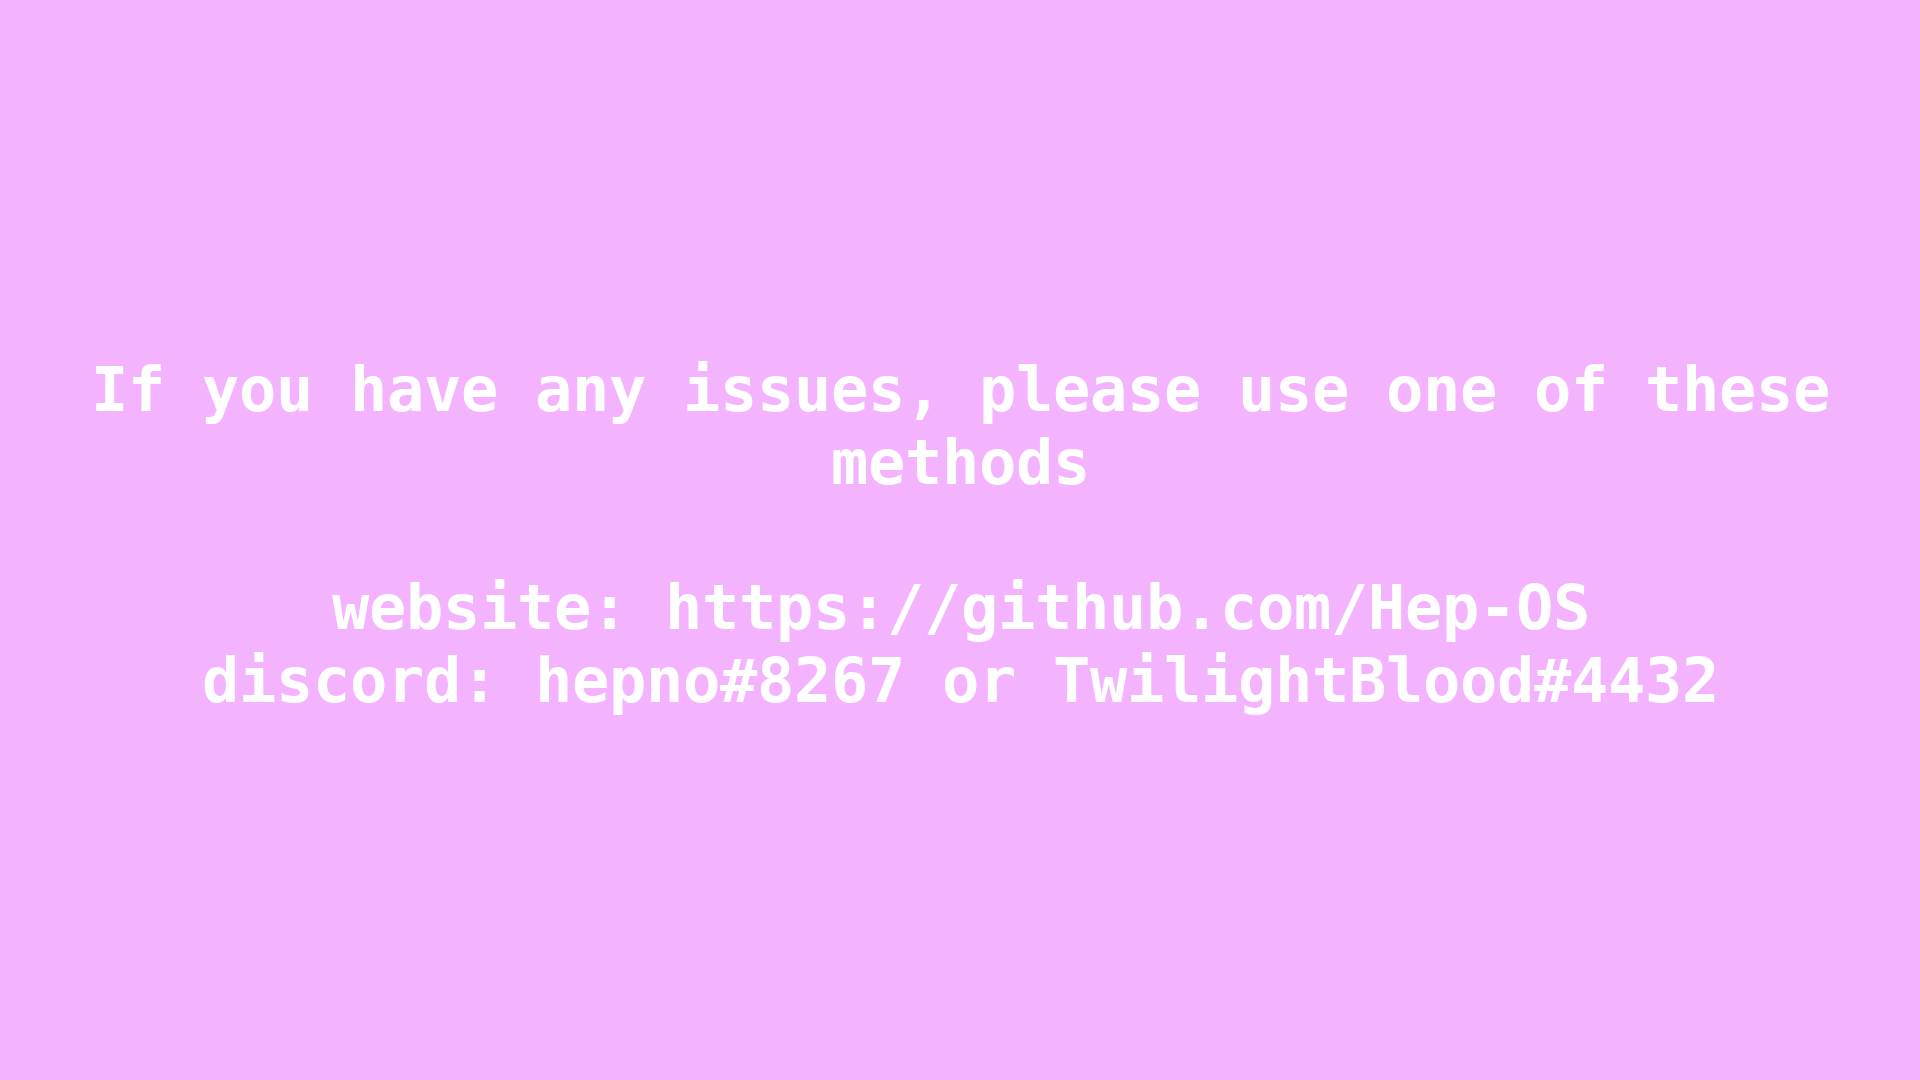 If you have any issues, please use one of these
methods
website: https://github.com/Hep-OS
discord: hepno#8267 or TwilightBlood#4432